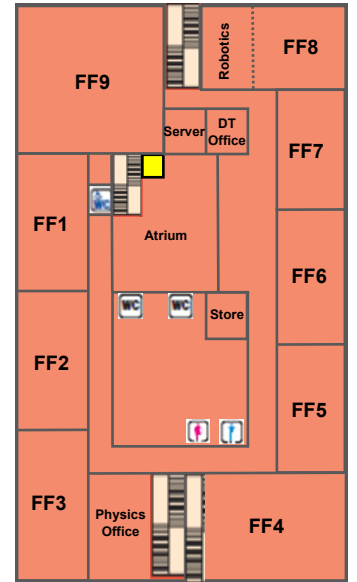 FF9
Robotics
FF8
Server
DT
Office
FF7
WC
FF1
Atrium
FF6
WC
WC
Store
FF2
FF5
FF3
Physics
Office
FF4